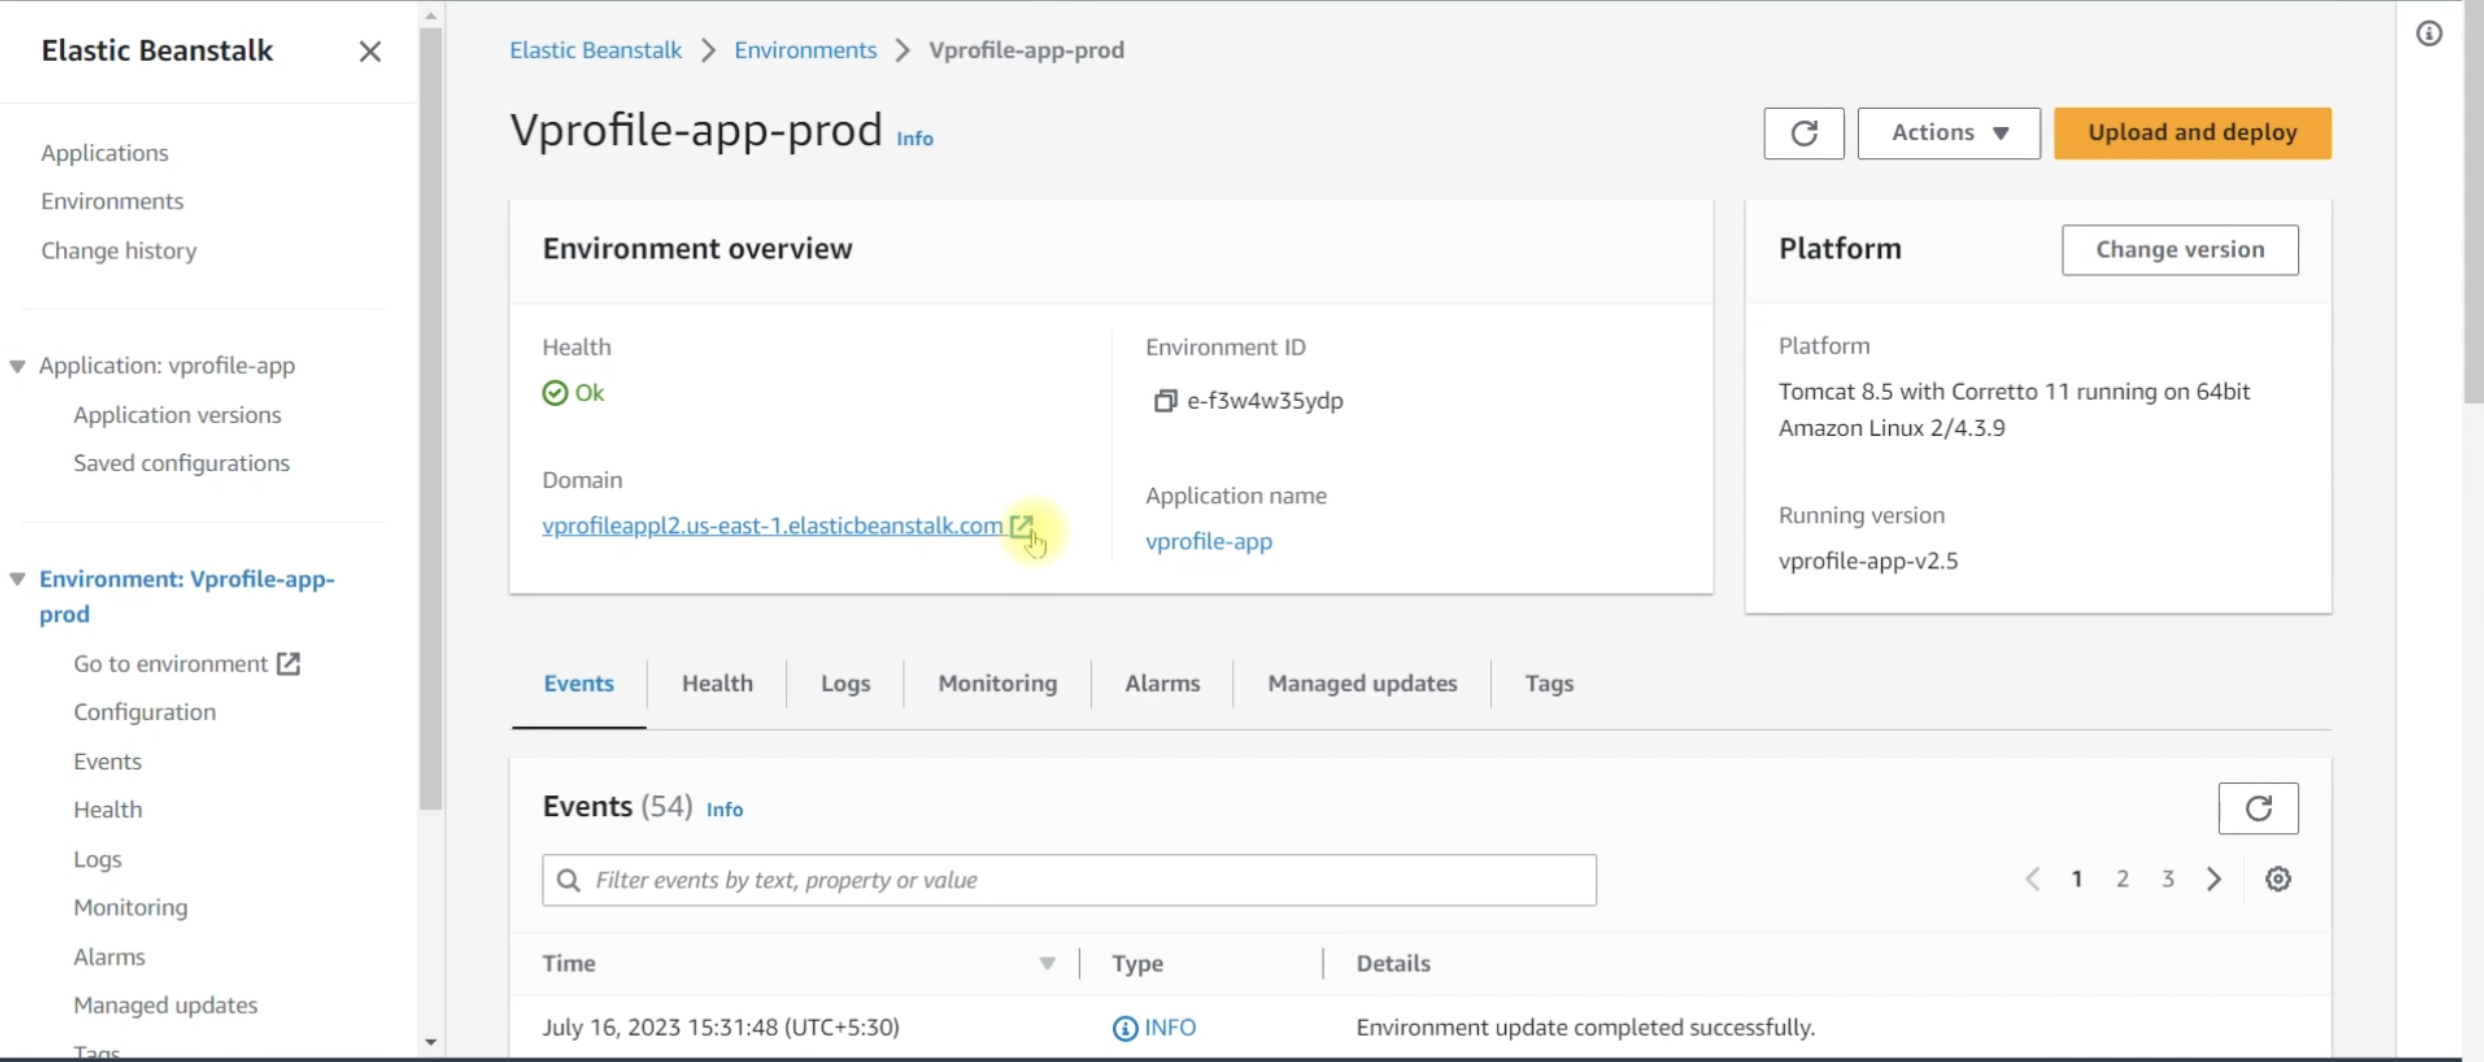 Elastic Beanstalk
Applications
Environments
Change history
Application: vprofile-app
Application versions
Saved configurations
Environment: Vprofile-app-
prod
Go to environment
Configuration
Events
Health
Logs
Monitoring
Alarms
Managed updates
Tags
Elastic Beanstalk > Environments > Vprofile-app-prod
Vprofile-app-prod Info
Actions
Upload and deploy
Environment overview
Health
Ok
Domain
vprofileappl2.us-east-1.elasticbeanstalk.com
Environment ID
e-f3w4w35ydp
Application name
vprofile-app
Platform
Change version
Platform
Tomcat 8.5 with Corretto 11 running on 64bit
Amazon Linux 2/4.3.9
Running version
vprofile-app-v2.5
Events Health Logs Monitoring Alarms Managed updates Tags
Events (54) Info
Filter events by text, property or value
1 2 3
Time Type Details
July 16, 2023 15:31:48 (UTC+5:30) INFO Environment update completed successfully.